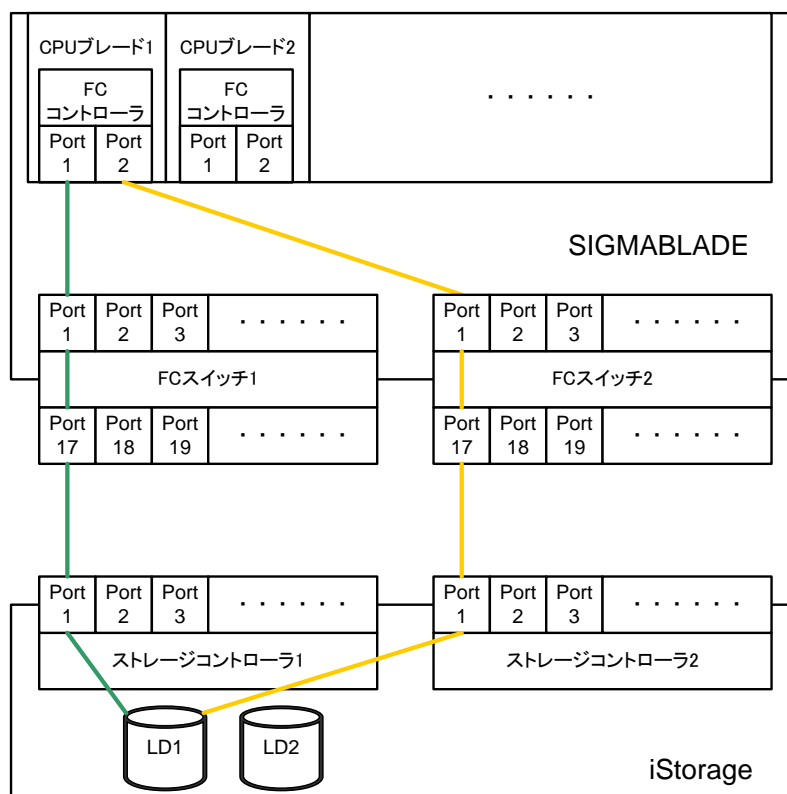 CPUブレード1 CPUブレード2
FC FC
コントローラ コントローラ
・・・・・・
Port Port Port Port
1 2 1 2
SIGMABLADE
Port Port Port ・・・・・・ Port Port Port ・・・・・・
1 2 3 1 2 3
FCスイッチ1 FCスイッチ2
Port Port Port ・・・・・・ Port Port Port ・・・・・・
17 18 19 17 18 19
Port Port Port ・・・・・・ Port Port Port ・・・・・・
1 2 3 1 2 3
ストレージコントローラ1 ストレージコントローラ2
LD1 LD2
iStorage